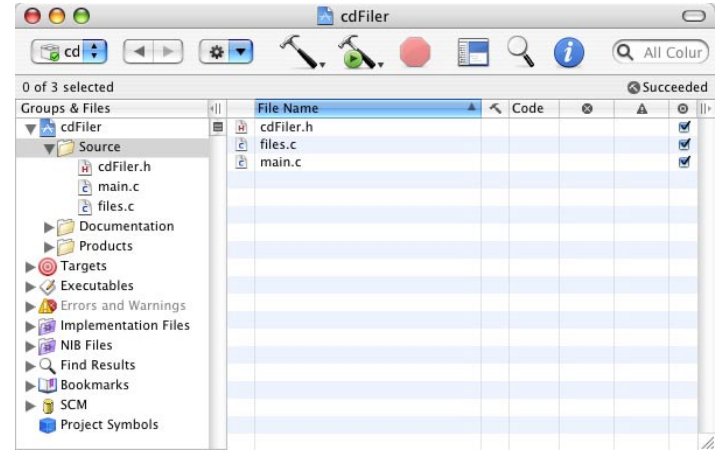 cdFiler
cd
All Colur
0 of 3 selected
Succeeded
Groups & Files
File Name
Code
cdFiler
cdFiler.h
Source
files.c
cdFiler.h
main.c
main.c
files.c
Documentation
Products
Targets
Executables
Errors and Warnings
Implementation Files
NIB Files
Find Results
Bookmarks
SCM
Project Symbols